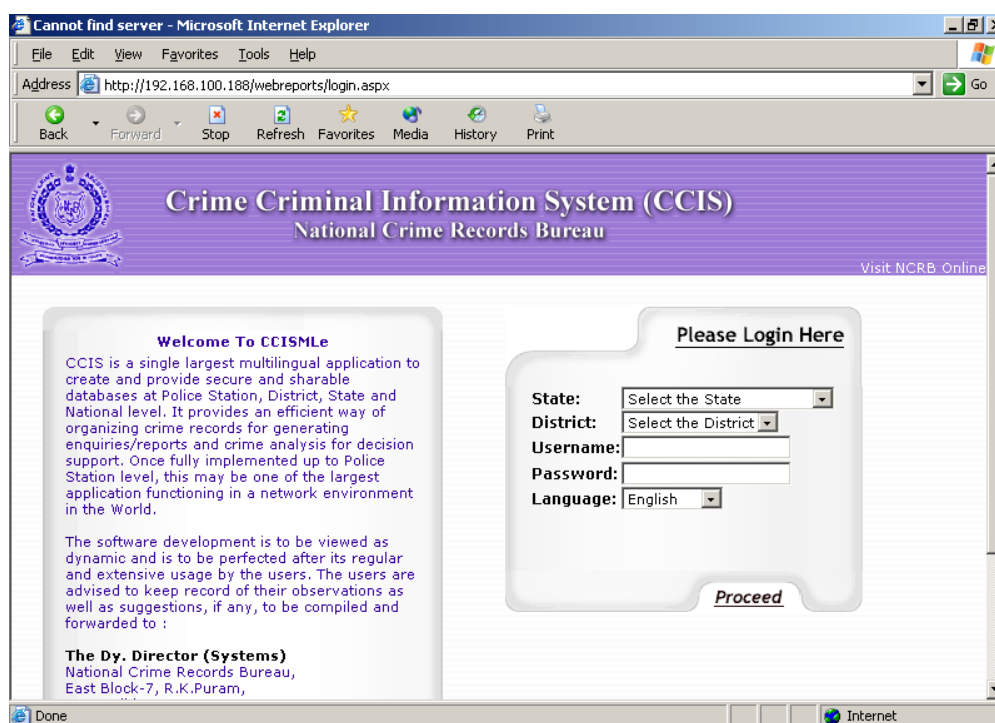 Cannot find server - Microsoft Internet Explorer
File Edit View Favorites Tools Help
Address http://192.168.100.188/webreports/login.aspx Go
Back Forward Stop Refresh Favorites Media History Print
Crime Criminal Information System (CCIS)
National Crime Records Bureau
Visit NCRB Online
Welcome To CCISMLe
CCIS is a single largest multilingual application to
create and provide secure and sharable
databases at Police Station, District, State and
National level. It provides an efficient way of
organizing crime records for generating
enquiries/reports and crime analysis for decision
support. Once fully implemented up to Police
Station level, this may be one of the largest
application functioning in a network environment
in the World.
The software development is to be viewed as
dynamic and is to be perfected after its regular
and extensive usage by the users. The users are
advised to keep record of their observations as
well as suggestions, if any, to be compiled and
forwarded to :
The Dy. Director (Systems)
National Crime Records Bureau,
East Block-7, R.K.Puram,
Please Login Here
State: Select the State
District: Select the District
Username:
Password:
Language: English
Proceed
Done
Internet